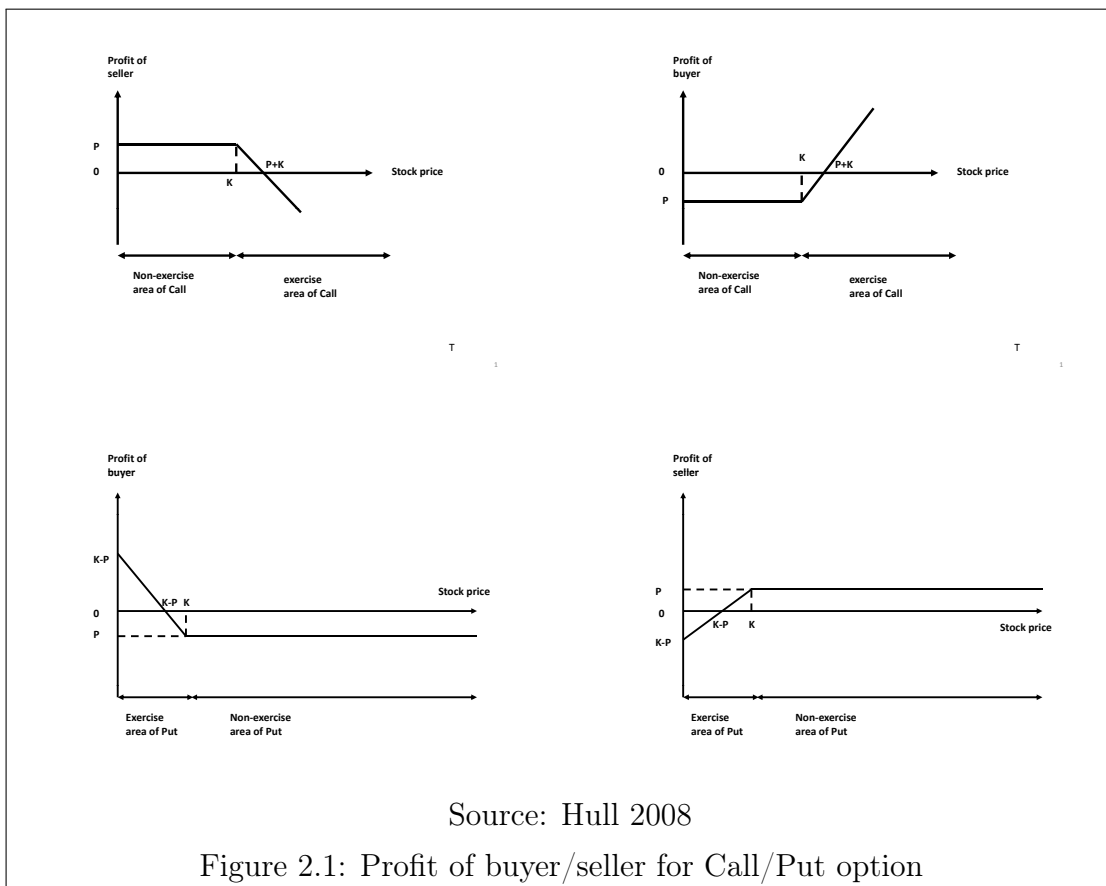 Profit of
seller
P
0
K
P+K
Stock price
Non-exercise
area of Call
exercise
area of Call
T
1
Profit of
buyer
K
0
P+K
Stock price
P
Non-exercise
area of Call
exercise
area of Call
T
1
Profit of
buyer
K-P
Stock price
K-P K
0
P
Exercise
area of Put
Non-exercise
area of Put
Profit of
seller
P
0
K-P
K
Stock price
K-P
Exercise
area of Put
Non-exercise
area of Put
Source: Hull 2008
Figure 2.1: Profit of buyer/seller for Call/Put option